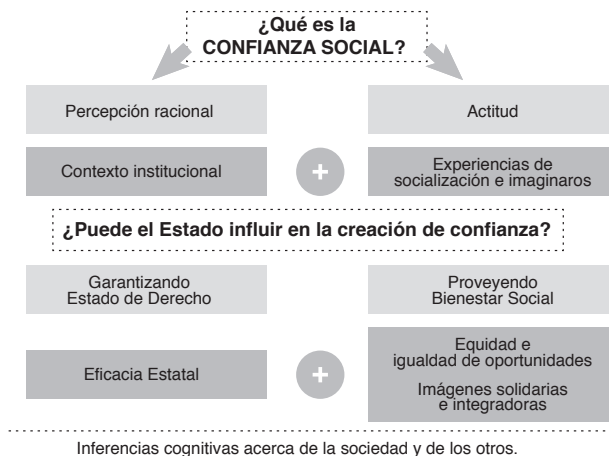 ¿Qué es la
CONFIANZA SOCIAL?
Percepción racional
Actitud
Contexto institucional
+
Experiencias de
socialización e imaginaros
¿Puede el Estado influir en la creación de confianza?
Garantizando
Estado de Derecho
Proveyendo
Bienestar Social
Eficacia Estatal
+
Equidad e
igualdad de oportunidades
Imágenes solidarias
e integradoras
Inferencias cognitivas acerca de la sociedad y de los otros.